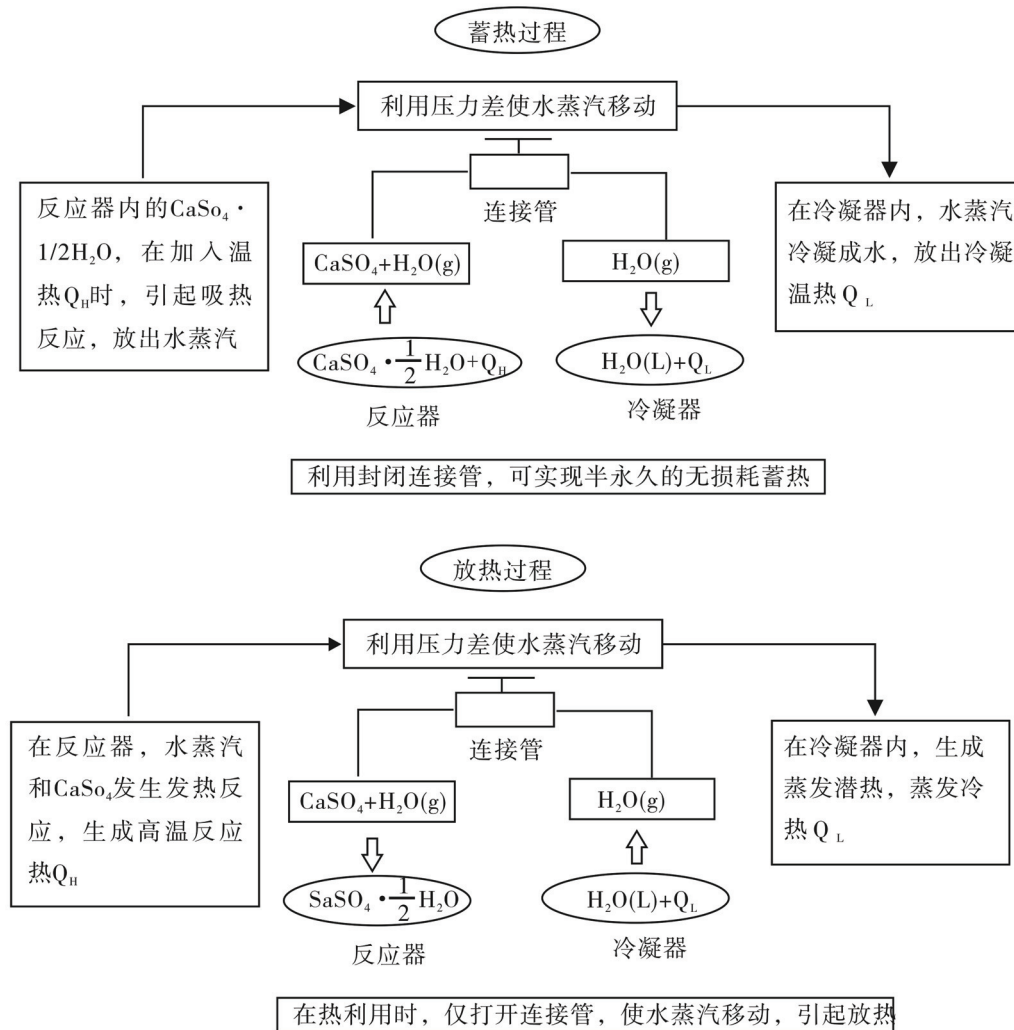 蓄热过程
利用压力差使水蒸汽移动
反应器内的CaSo₄·
1/2H₂O，在加入温
热Q_H时，引起吸热
反应，放出水蒸汽
连接管
在冷凝器内，水蒸汽
冷凝成水，放出冷凝
温热Q_L
CaSO₄+H₂O(g)
H₂O(g)
CaSO₄·1/2H₂O+Q_H
H₂O(L)+Q_L
反应器
冷凝器
利用封闭连接管，可实现半永久的无损耗蓄热
放热过程
利用压力差使水蒸汽移动
在反应器，水蒸汽
和CaSo₄发生发热反
应，生成高温反应
热Q_H
连接管
在冷凝器内，生成
蒸发潜热，蒸发冷
热Q_L
CaSO₄+H₂O(g)
H₂O(g)
SaSO₄·1/2H₂O
H₂O(L)+Q_L
反应器
冷凝器
在热利用时，仅打开连接管，使水蒸汽移动，引起放热